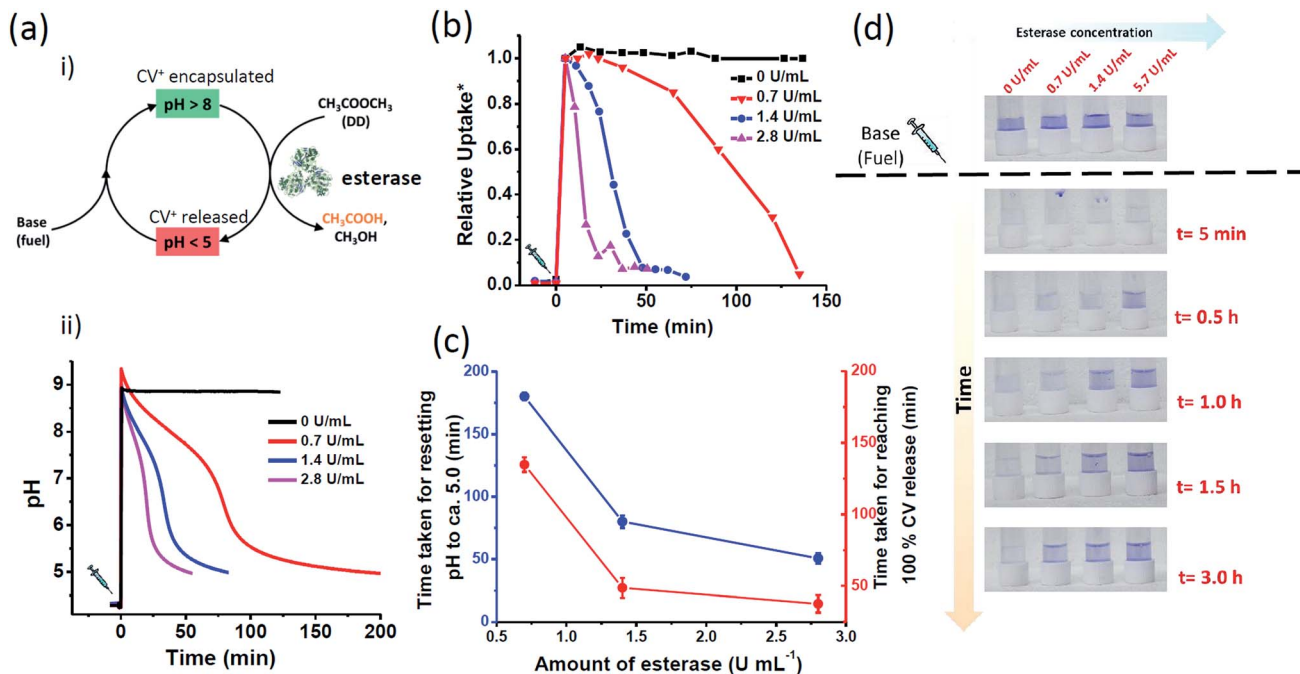 (a)
i)
CV⁺ encapsulated
pH > 8
CH₃COOCH₃
(DD)
esterase
Base
(fuel)
CV⁺ released
pH < 5
CH₃COOH,
CH₃OH
ii)
pH
9
8
7
6
5
0 U/mL
0.7 U/mL
1.4 U/mL
2.8 U/mL
0 50 100 150 200
Time (min)
(b)
Relative Uptake*
1.0
0.8
0.6
0.4
0.2
0.0
0 U/mL
0.7 U/mL
1.4 U/mL
2.8 U/mL
0 50 100 150
Time (min)
(c)
Time taken for resetting
pH to ca. 5.0 (min)
200
150
100
50
0
200
150
100
50
Time taken for reaching
100 % CV release (min)
0.5 1.0 1.5 2.0 2.5 3.0
Amount of esterase (U mL⁻¹)
(d)
Esterase concentration
0 U/mL
0.7 U/mL
1.4 U/mL
5.7 U/mL
Base
(Fuel)
Time
t= 5 min
t= 0.5 h
t= 1.0 h
t= 1.5 h
t= 3.0 h